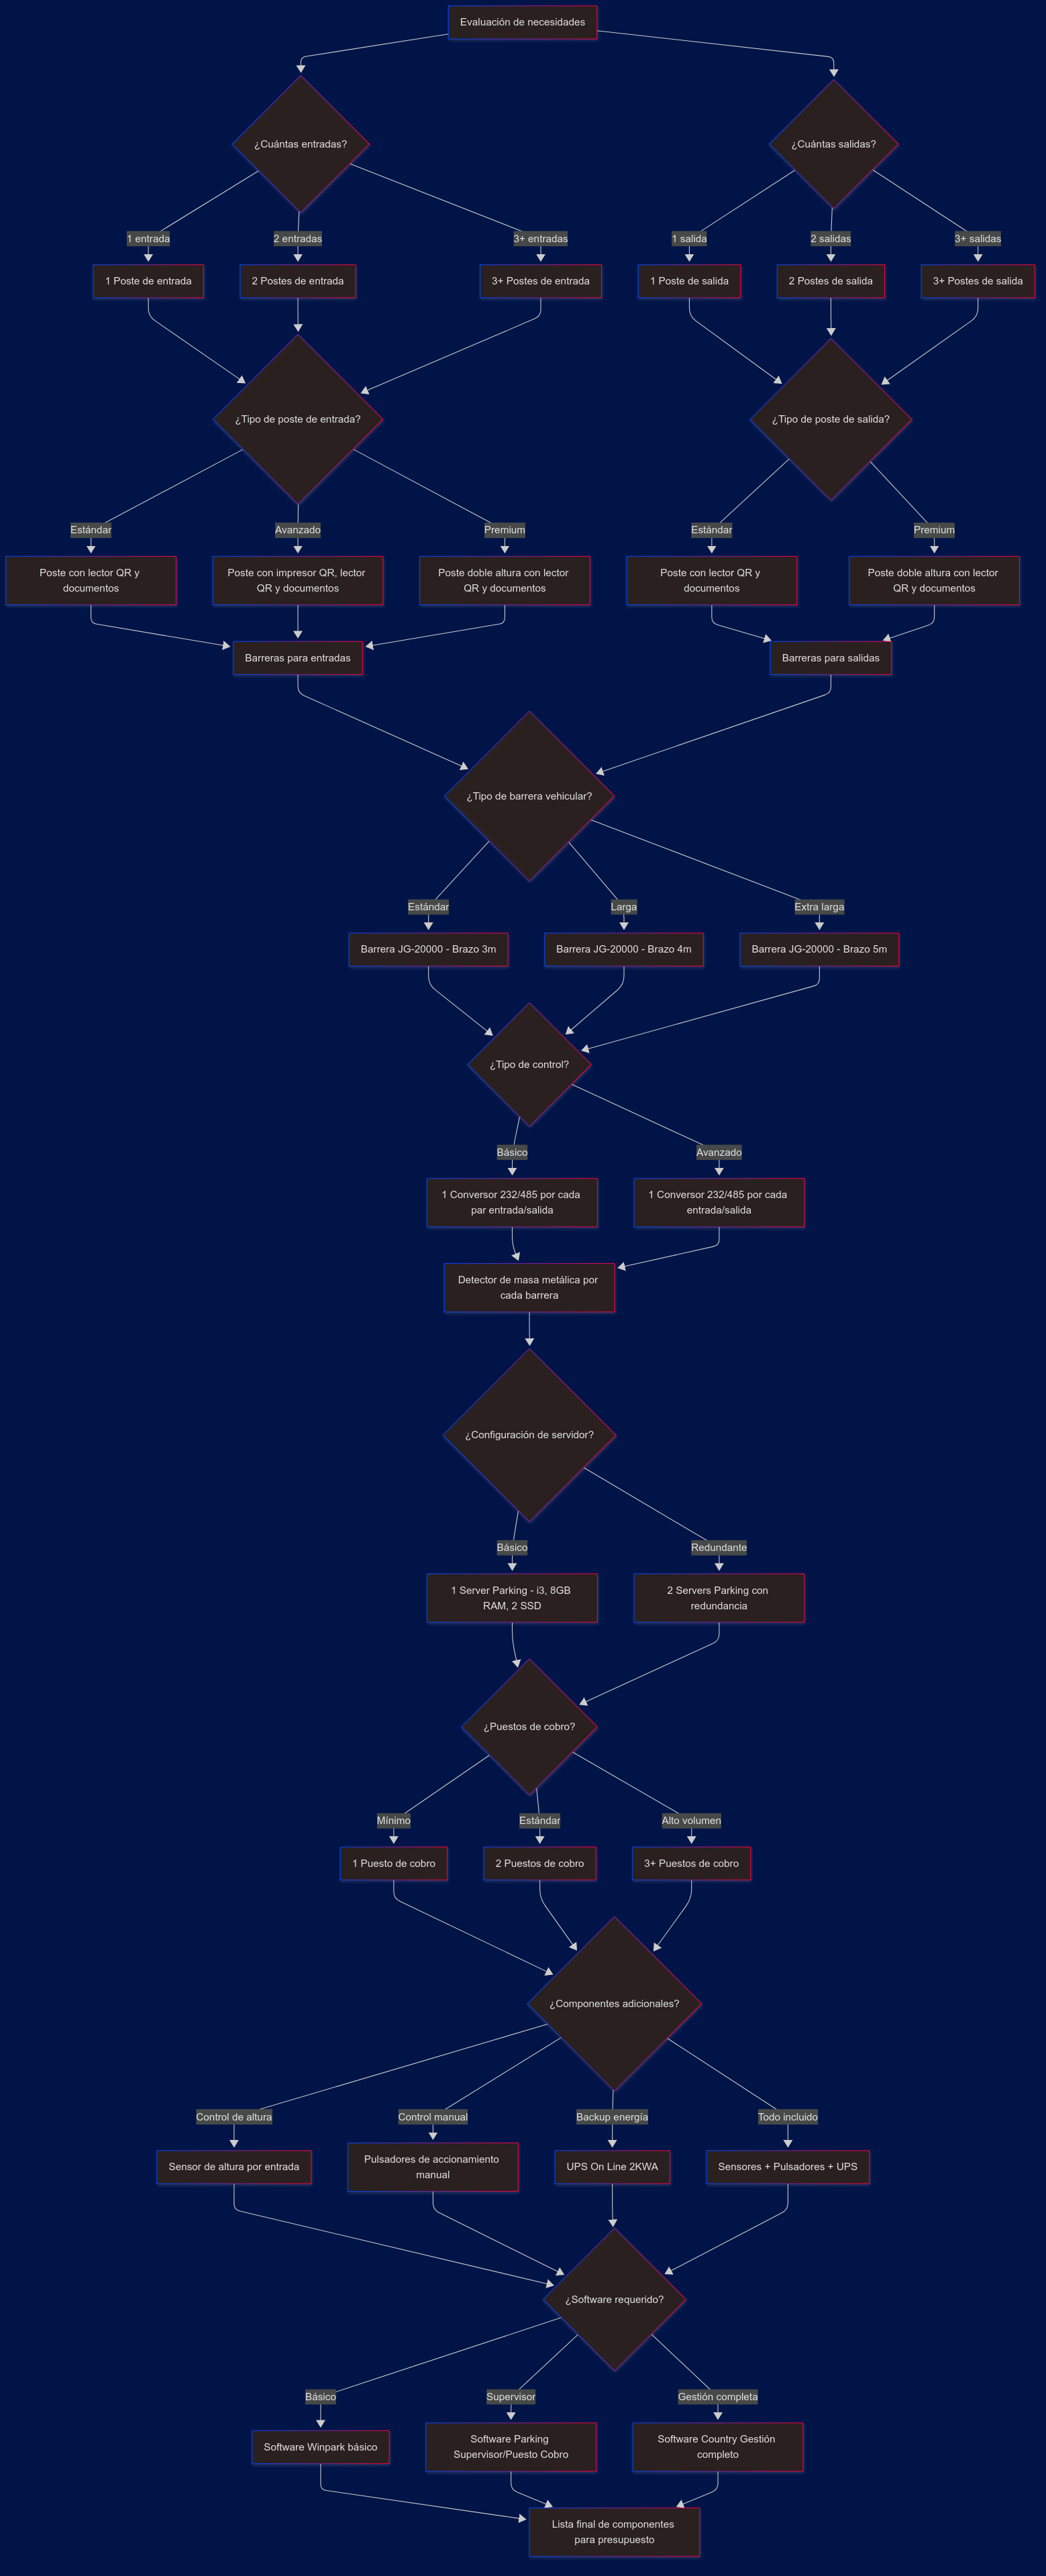 Evaluación de necesidades
¿Cuántas entradas?
¿Cuántas salidas?
1 entrada
2 entradas
3+ entradas
1 salida
2 salidas
3+ salidas
1 Poste de entrada
2 Postes de entrada
3+ Postes de entrada
1 Poste de salida
2 Postes de salida
3+ Postes de salida
¿Tipo de poste de entrada?
¿Tipo de poste de salida?
Estándar
Avanzado
Premium
Estándar
Premium
Poste con lector QR y
documentos
Poste con impresor QR, lector
QR y documentos
Poste doble altura con lector
QR y documentos
Poste con lector QR y
documentos
Poste doble altura con lector
QR y documentos
Barreras para entradas
Barreras para salidas
¿Tipo de barrera vehicular?
Estándar
Larga
Extra larga
Barrera JG-20000 - Brazo 3m
Barrera JG-20000 - Brazo 4m
Barrera JG-20000 - Brazo 5m
¿Tipo de control?
Básico
Avanzado
1 Conversor 232/485 por cada
par entrada/salida
1 Conversor 232/485 por cada
entrada/salida
Detector de masa metálica por
cada barrera
¿Configuración de servidor?
Básico
Redundante
1 Server Parking - i3, 8GB
RAM, 2 SSD
2 Servers Parking con
redundancia
¿Puestos de cobro?
Mínimo
Estándar
Alto volumen
1 Puesto de cobro
2 Puestos de cobro
3+ Puestos de cobro
¿Componentes adicionales?
Control de altura
Control manual
Backup energía
Todo incluido
Sensor de altura por entrada
Pulsadores de accionamiento
manual
UPS On Line 2KWA
Sensores + Pulsadores + UPS
¿Software requerido?
Básico
Supervisor
Gestión completa
Software Winpark básico
Software Parking
Supervisor/Puesto Cobro
Software Country Gestión
completo
Lista final de componentes
para presupuesto